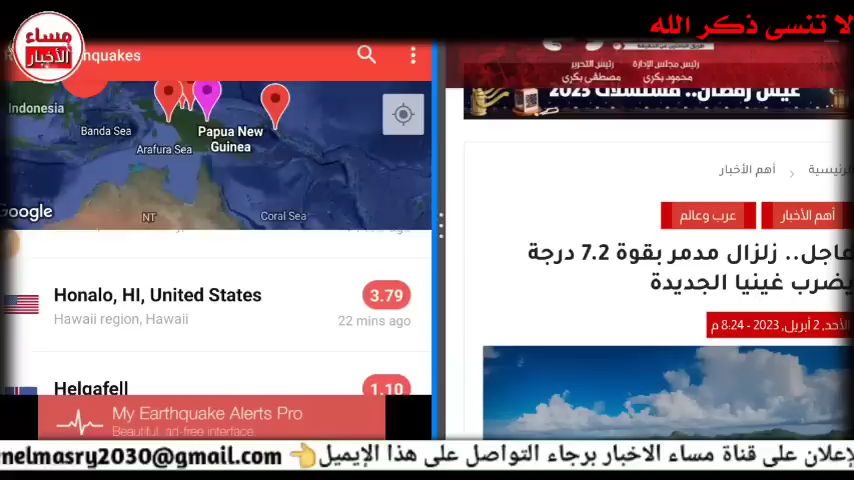 لا تنسى ذكر الله
مساء
الأخبار
quakes
Indonesia
Banda Sea
Papua New
Guinea
Arafura Sea
Google
NT
Coral Sea
Honalo, HI, United States
3.79
Hawaii region, Hawaii
22 mins ago
Helgafell
1.10
My Earthquake Alerts Pro
Beautiful, ad-free interface.
رئيس مجلس الإدارة
محمود بكري
رئيس التحرير
مصطفى بكري
عيش رمضان.. مسلسلات 2023
أهم الأخبار
أهم الأخبار
عرب وعالم
عاجل.. زلزال مدمر بقوة 7.2 درجة
يضرب غينيا الجديدة
الأحد, 2 أبريل, 2023 - 8:24 م
للإعلان على قناة مساء الاخبار برجاء التواصل على هذا الإيميل👈nelmasry2030@gmail.com